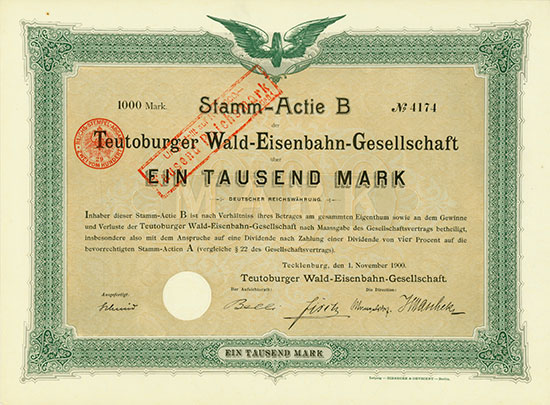 1000 Mark.
Stamm-Actie B
№ 4174
der
Teutoburger Wald-Eisenbahn-Gesellschaft
über
EIN TAUSEND MARK
DEUTSCHER REICHSWÄHRUNG.
Inhaber dieser Stamm-Actie B ist nach Verhältniss ihres Betrages am gesammten Eigenthum sowie an dem Gewinne
und Verluste der Teutoburger Wald-Eisenbahn-Gesellschaft nach Maassgabe des Gesellschaftsvertrags betheiligt,
insbesondere also mit dem Anspruche auf eine Dividende nach Zahlung einer Dividende von vier Procent auf die
bevorrechtigten Stamm-Actien A (vergleiche § 22 des Gesellschaftsvertrags).
Tecklenburg, den 1. November 1900.
Teutoburger Wald-Eisenbahn-Gesellschaft.
Ausgefertigt:
Der Aufsichtsrath:
Die Direction:
EIN TAUSEND MARK